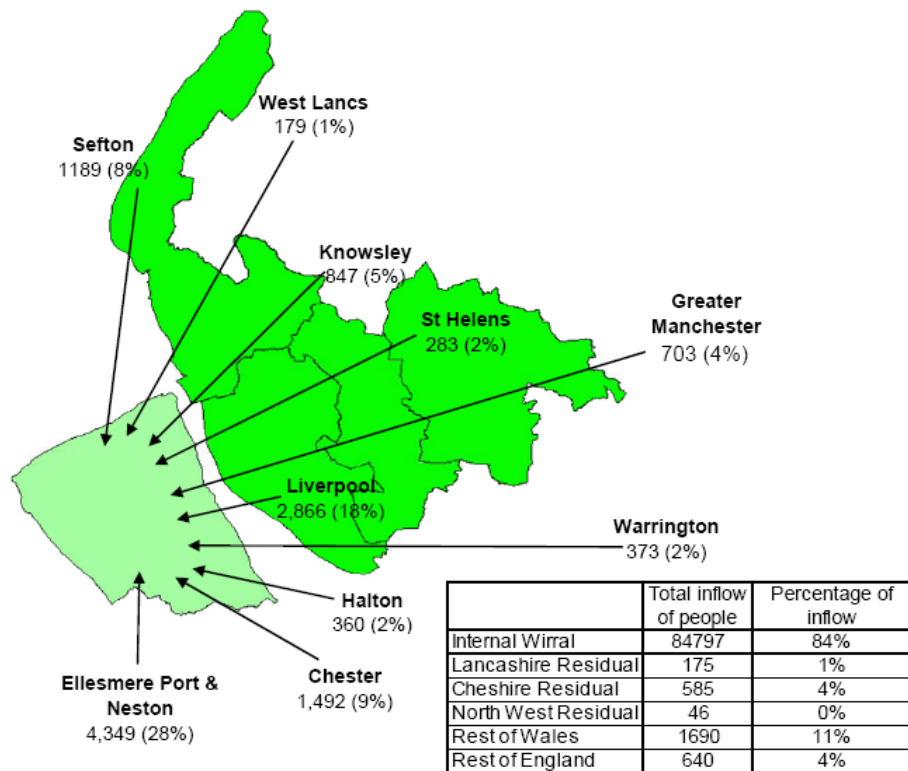 West Lancs
179 (1%)
Sefton
1189 (8%)
Knowsley
847 (5%)
Greater
Manchester
703 (4%)
St Helens
283 (2%)
Liverpool
2,866 (18%)
Warrington
373 (2%)
Halton
360 (2%)
Chester
1,492 (9%)
Ellesmere Port &
Neston
4,349 (28%)
Total inflow of people Percentage of inflow
Internal Wirral 84797 84%
Lancashire Residual 175 1%
Cheshire Residual 585 4%
North West Residual 46 0%
Rest of Wales 1690 11%
Rest of England 640 4%